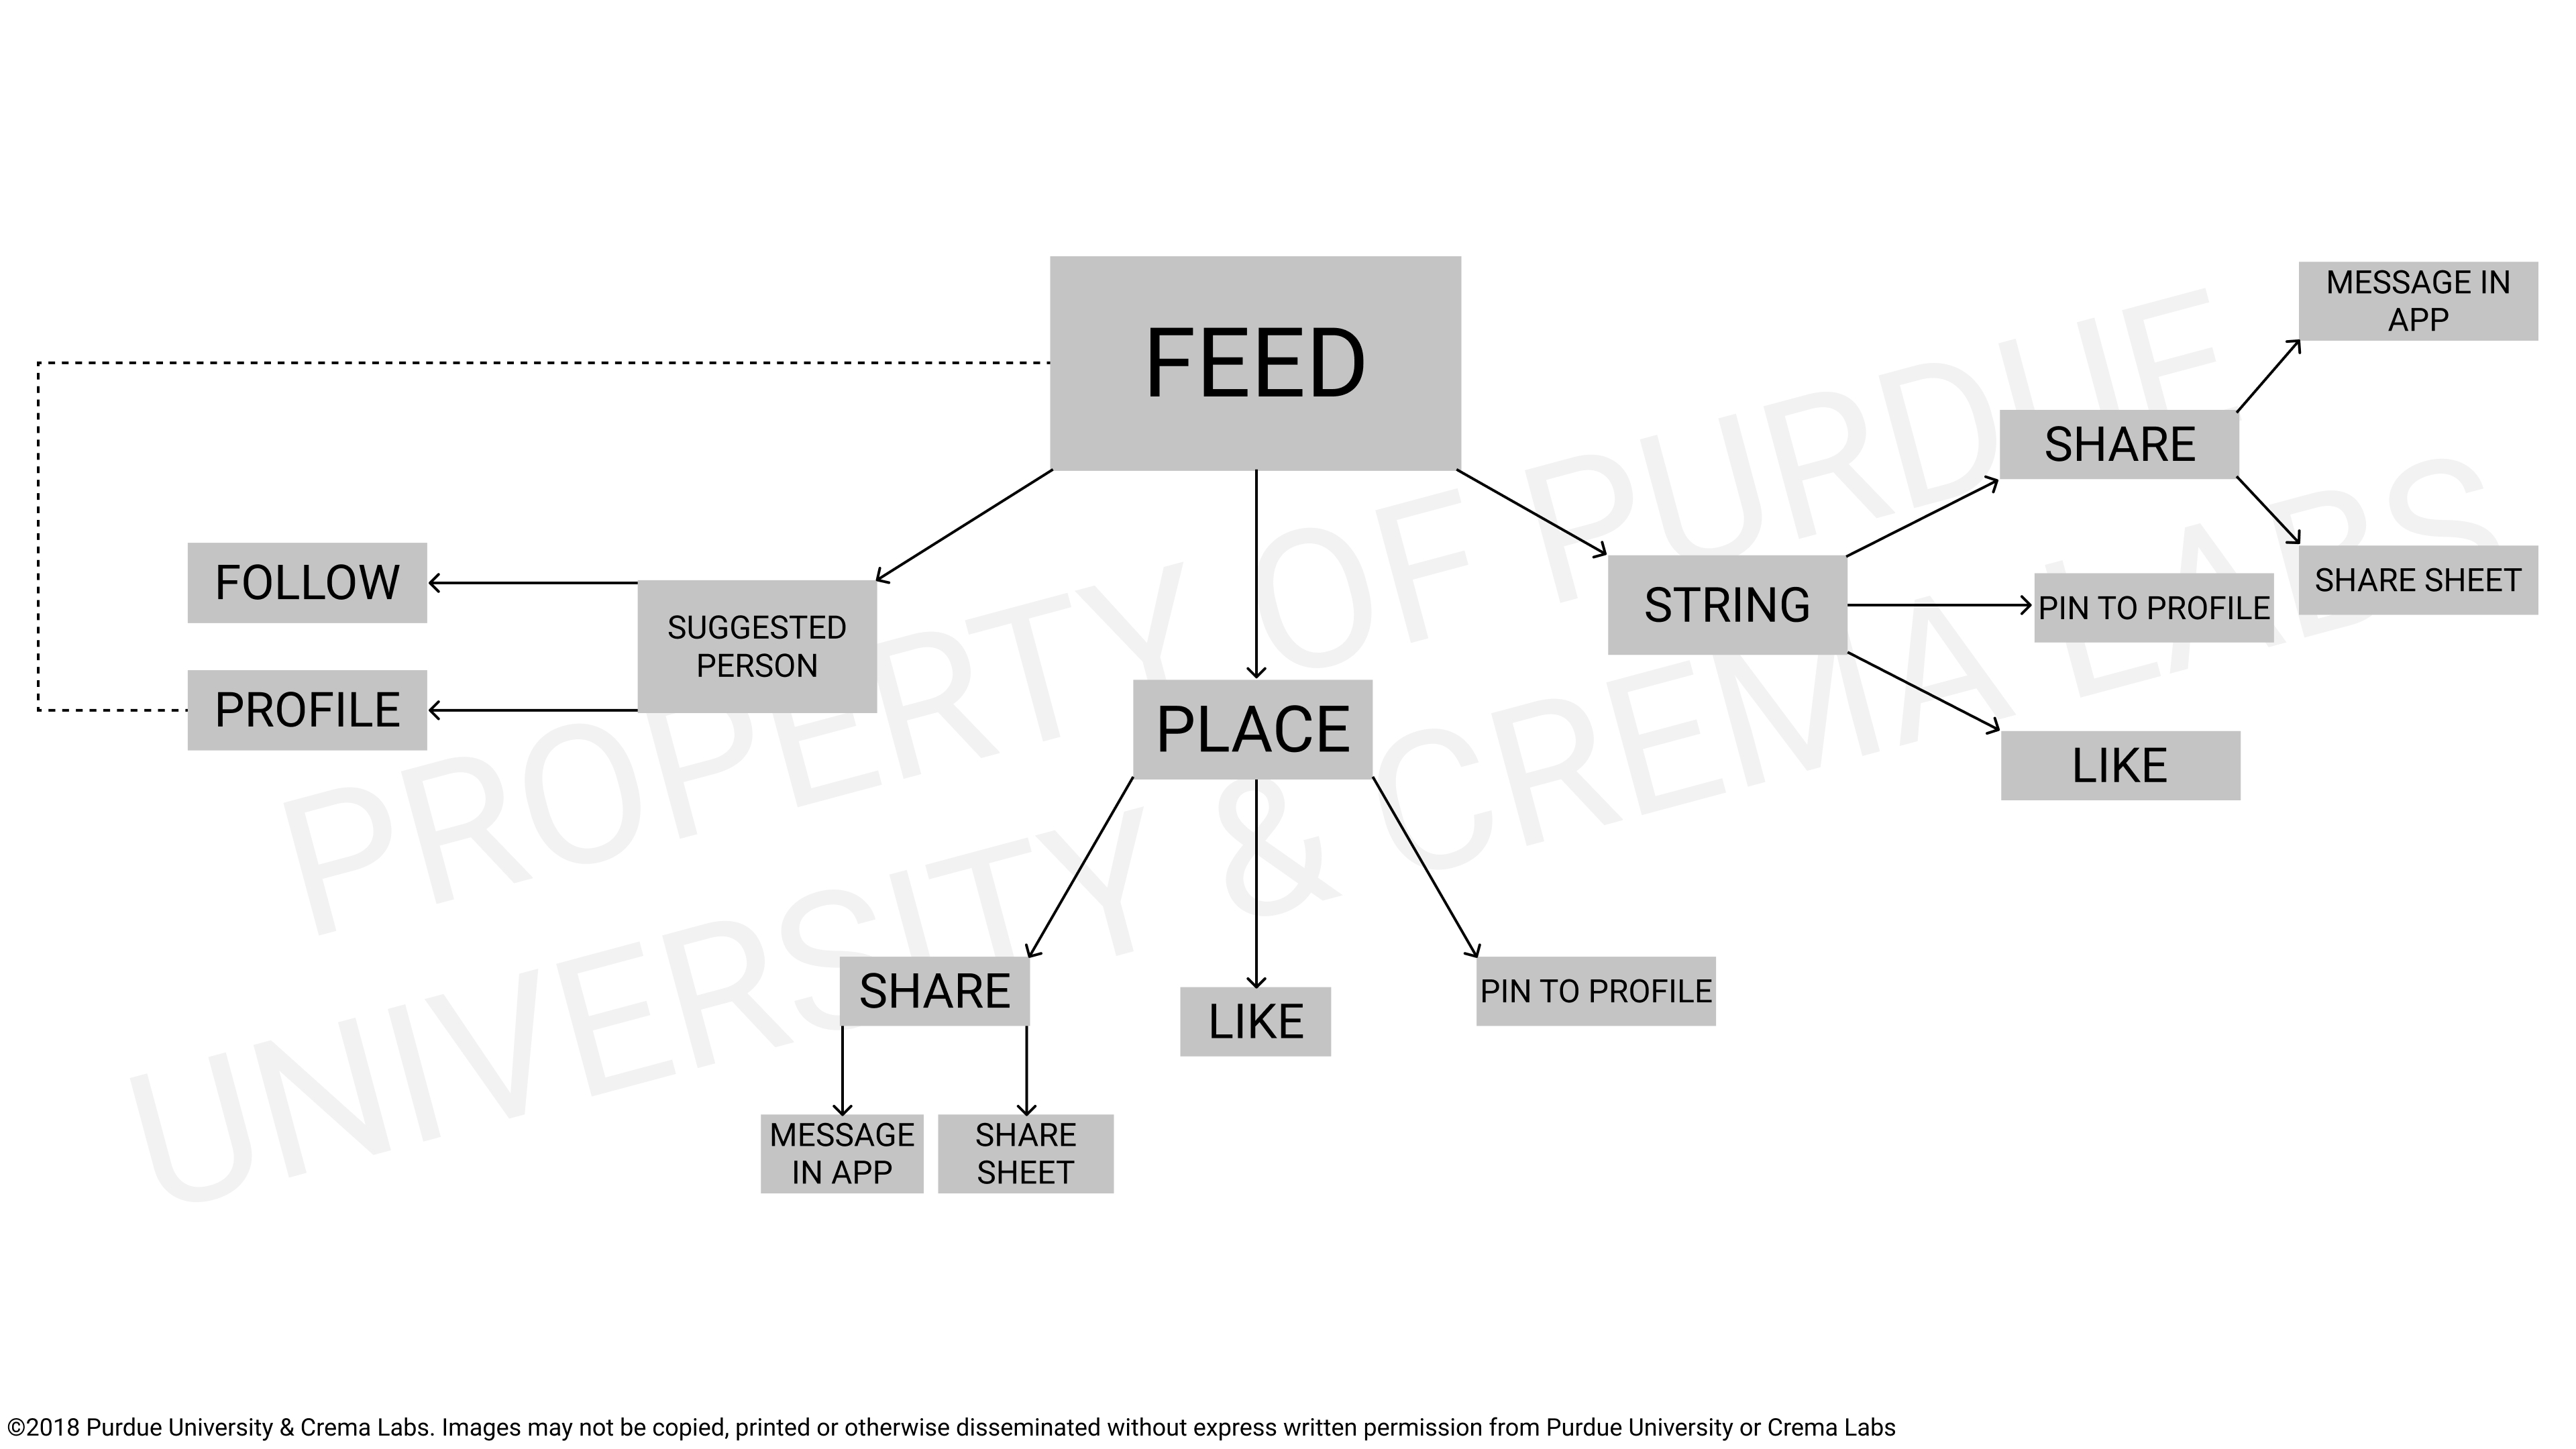 FEED
MESSAGE IN
APP
SHARE
SHARE SHEET
FOLLOW
SUGGESTED
PERSON
STRING
PIN TO PROFILE
PROFILE
PLACE
LIKE
SHARE
LIKE
PIN TO PROFILE
MESSAGE
IN APP
SHARE
SHEET
PROPERTY OF PURDUE
UNIVERSITY & CREMA LABS
©2018 Purdue University & Crema Labs. Images may not be copied, printed or otherwise disseminated without express written permission from Purdue University or Crema Labs